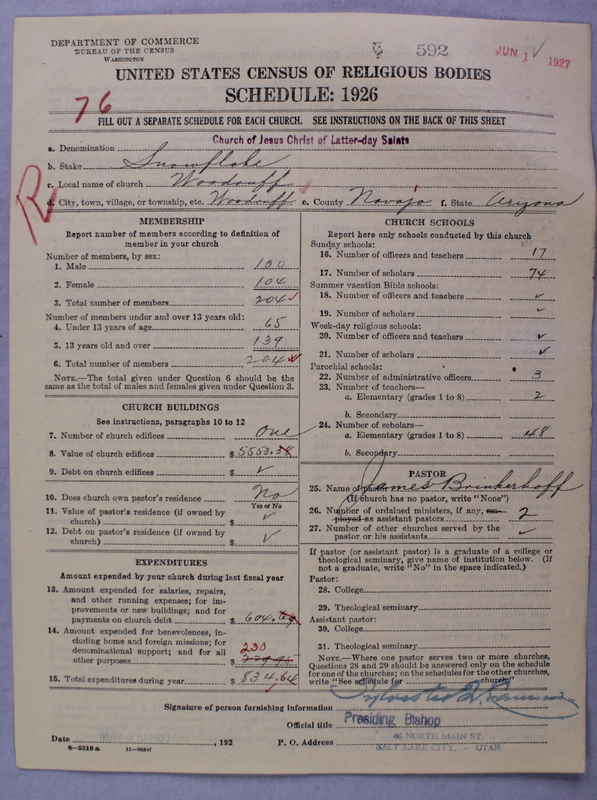 DEPARTMENT OF COMMERCE
BUREAU OF THE CENSUS
WASHINGTON
592
JUN 1927
UNITED STATES CENSUS OF RELIGIOUS BODIES
SCHEDULE: 1926
76
FILL OUT A SEPARATE SCHEDULE FOR EACH CHURCH. SEE INSTRUCTIONS ON THE BACK OF THIS SHEET
a. Denomination Church of Jesus Christ of Latter-day Saints
b. Stake Snowflake
c. Local name of church Woodruff
d. City, town, village, or township, etc. Woodruff e. County Navajo f. State Arizona
R
MEMBERSHIP
Report number of members according to definition of
member in your church
Number of members, by sex:
1. Male 100
2. Female 104
3. Total number of members 204
Number of members under and over 13 years old:
4. Under 13 years of age 65
5. 13 years old and over 139
6. Total number of members 204
NOTE.—The total given under Question 6 should be the
same as the total of males and females given under Question 3.
CHURCH BUILDINGS
See instructions, paragraphs 10 to 12
7. Number of church edifices One
8. Value of church edifices $ 5553.38
9. Debt on church edifices $ ✓
10. Does church own pastor's residence No
Yes or No
11. Value of pastor's residence (if owned by
church) $ ✓
12. Debt on pastor's residence (if owned by
church) $ ✓
EXPENDITURES
Amount expended by your church during last fiscal year
13. Amount expended for salaries, repairs,
and other running expenses; for im-
provements or new buildings; and for
payments on church debt $ 604.69
14. Amount expended for benevolences, in-
cluding home and foreign missions; for
denominational support; and for all 230
other purposes $
15. Total expenditures during year $ 834.64
CHURCH SCHOOLS
Report here only schools conducted by this church
Sunday schools:
16. Number of officers and teachers 17
17. Number of scholars 74
Summer vacation Bible schools:
18. Number of officers and teachers ✓
19. Number of scholars ✓
Week-day religious schools:
20. Number of officers and teachers ✓
21. Number of scholars ✓
Parochial schools:
22. Number of administrative officers 3
23. Number of teachers—
a. Elementary (grades 1 to 8) 2
b. Secondary
24. Number of scholars—
a. Elementary (grades 1 to 8) 48
b. Secondary
PASTOR
25. Name of pastor James Brinkerhoff
(If church has no pastor, write "None")
26. Number of ordained ministers, if any, em-
ployed as assistant pastors 2
27. Number of other churches served by the
pastor or his assistants ✓
If pastor (or assistant pastor) is a graduate of a college or
theological seminary, give name of institution below. (If
not a graduate, write "No" in the space indicated.)
Pastor:
28. College
29. Theological seminary
Assistant pastor:
30. College
31. Theological seminary
NOTE.—Where one pastor serves two or more churches,
Questions 28 and 29 should be answered only on the schedule
for one of the churches; on the schedules for the other churches,
write "See schedule for church"
Signature of person furnishing information Sylvester Q. Cannon
Official title Presiding Bishop
Date , 192 P. O. Address 40 NORTH MAIN ST.
SALT LAKE CITY, - UTAH
8—5518a